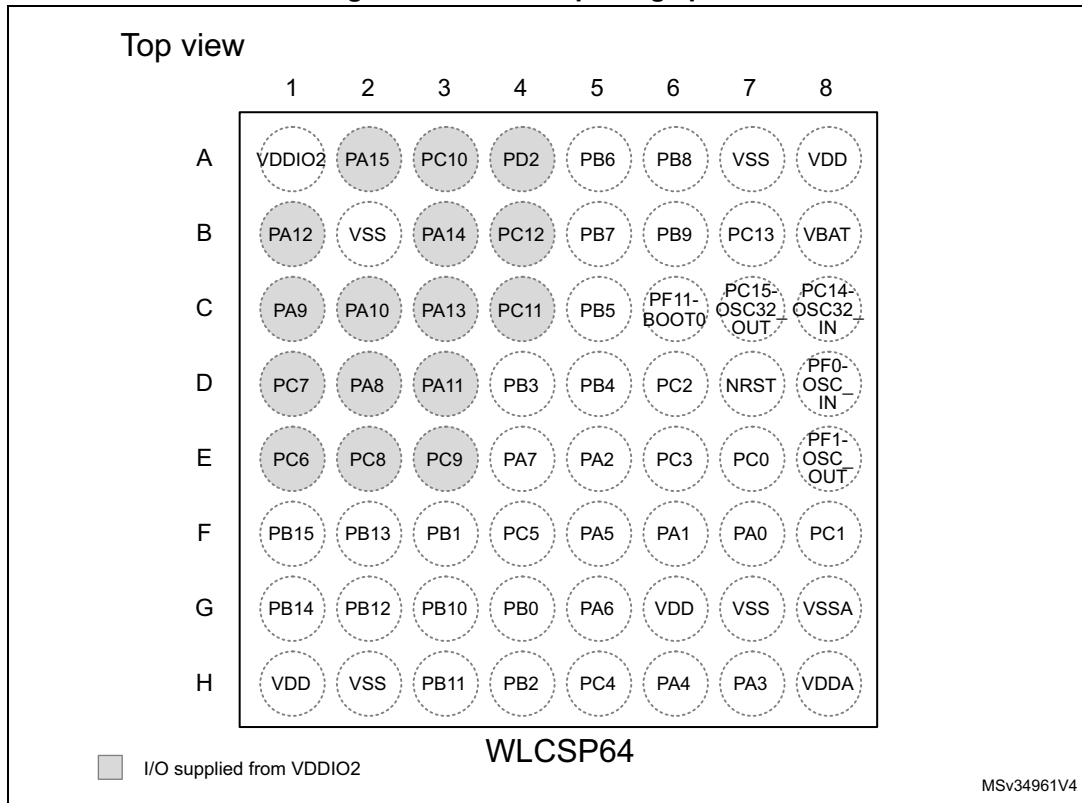 Top view
1 2 3 4 5 6 7 8
A VDDIO2 PA15 PC10 PD2 PB6 PB8 VSS VDD
B PA12 VSS PA14 PC12 PB7 PB9 PC13 VBAT
C PA9 PA10 PA13 PC11 PB5 PF11-BOOT0 PC15-OSC32_OUT PC14-OSC32_IN
D PC7 PA8 PA11 PB3 PB4 PC2 NRST PF0-OSC_IN
E PC6 PC8 PC9 PA7 PA2 PC3 PC0 PF1-OSC_OUT
F PB15 PB13 PB1 PC5 PA5 PA1 PA0 PC1
G PB14 PB12 PB10 PB0 PA6 VDD VSS VSSA
H VDD VSS PB11 PB2 PC4 PA4 PA3 VDDA
WLCSP64
I/O supplied from VDDIO2
MSv34961V4